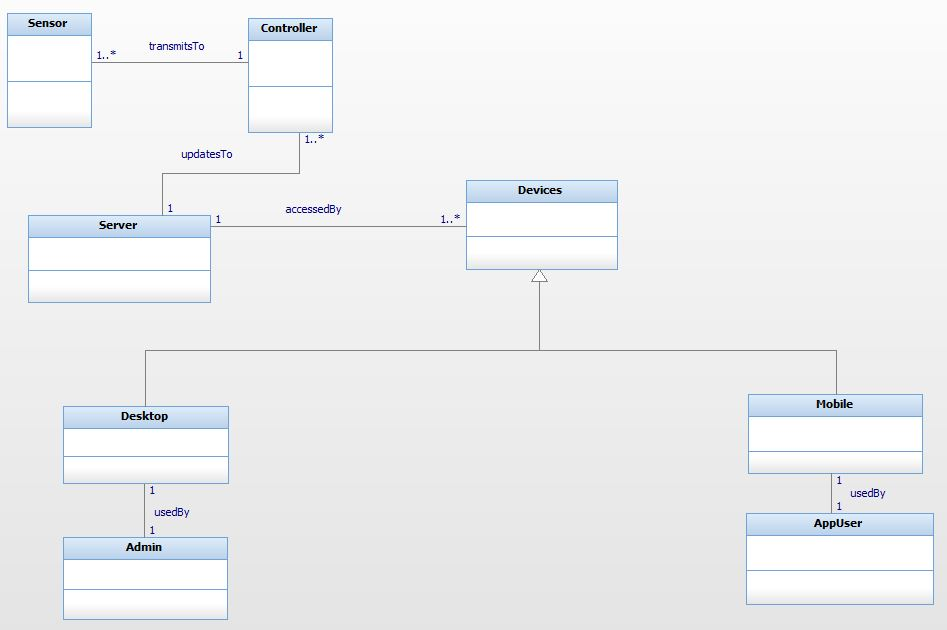 Sensor
Controller
transmitsTo
1..*
1
1..*
updatesTo
1
Server
1
accessedBy
1..*
Devices
Desktop
Mobile
1
usedBy
1
Admin
1
usedBy
1
AppUser